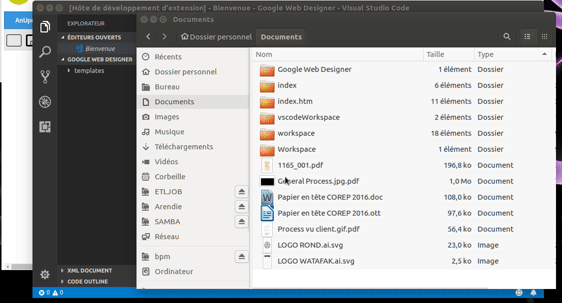 [Hôte de développement d'extension] - Bienvenue - Google Web Designer - Visual Studio Code
AnUp
EXPLORATEUR
ÉDITEURS OUVERTS
Bienvenue
GOOGLE WEB DESIGNER
templates
XML DOCUMENT
CODE OUTLINE
0 0
Documents
Dossier personnel Documents
Récents
Dossier personnel
Bureau
Documents
Images
Musique
Téléchargements
Vidéos
Corbeille
ETLJOB
Arendie
SAMBA
Réseau
bpm
Ordinateur
Nom Taille Type
Google Web Designer 1 élément Dossier
index 6 éléments Dossier
index.htm 11 éléments Dossier
vscodeWorkspace 2 éléments Dossier
workspace 18 éléments Dossier
Workspace 1 élément Dossier
1165_001.pdf 196,8 ko Document
General Process.jpg.pdf 1,0 Mo Document
Papier en tête COREP 2016.doc 108,0 ko Document
Papier en tête COREP 2016.ott 97,6 ko Document
Process vu client.gif.pdf 56,4 ko Document
LOGO ROND.ai.svg 23,0 ko Image
LOGO WATAFAK.ai.svg 2,5 ko Image